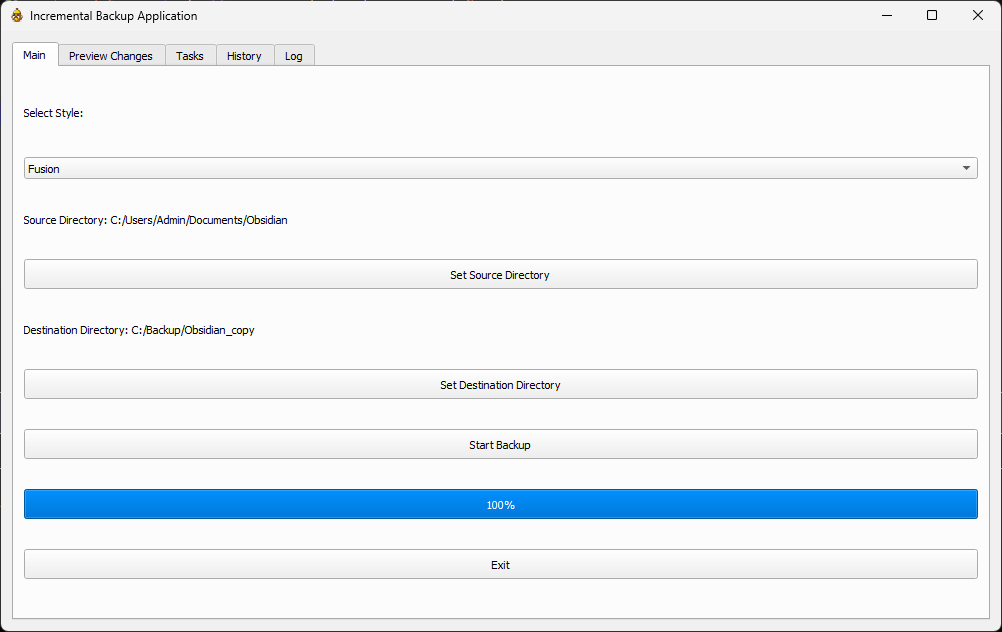 Incremental Backup Application
Main Preview Changes Tasks History Log
Select Style:
Fusion
Source Directory: C:/Users/Admin/Documents/Obsidian
Set Source Directory
Destination Directory: C:/Backup/Obsidian_copy
Set Destination Directory
Start Backup
100%
Exit